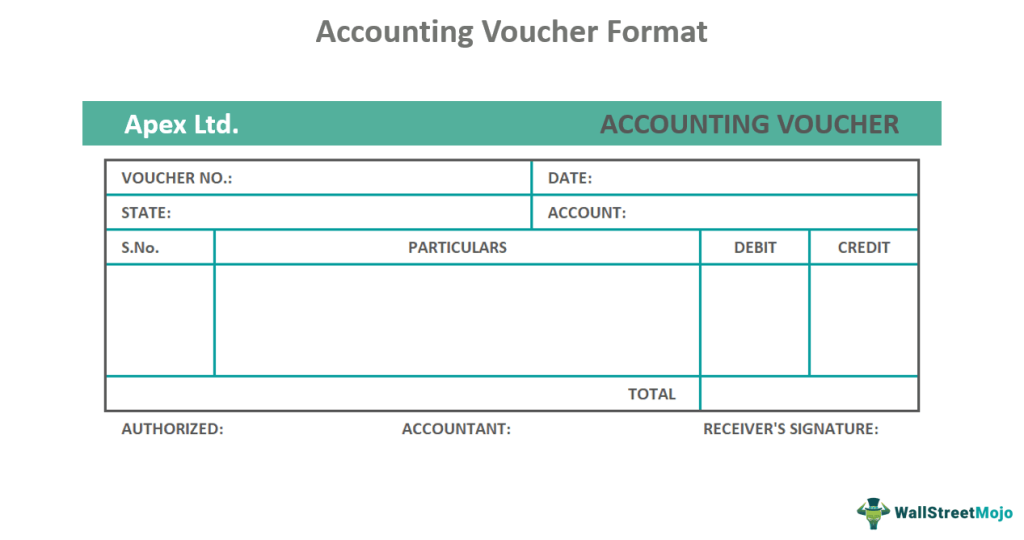 Accounting Voucher Format
Apex Ltd. ACCOUNTING VOUCHER
VOUCHER NO.: DATE:
STATE: ACCOUNT:
S.No. PARTICULARS DEBIT CREDIT
TOTAL
AUTHORIZED: ACCOUNTANT: RECEIVER'S SIGNATURE:
WallStreetMojo